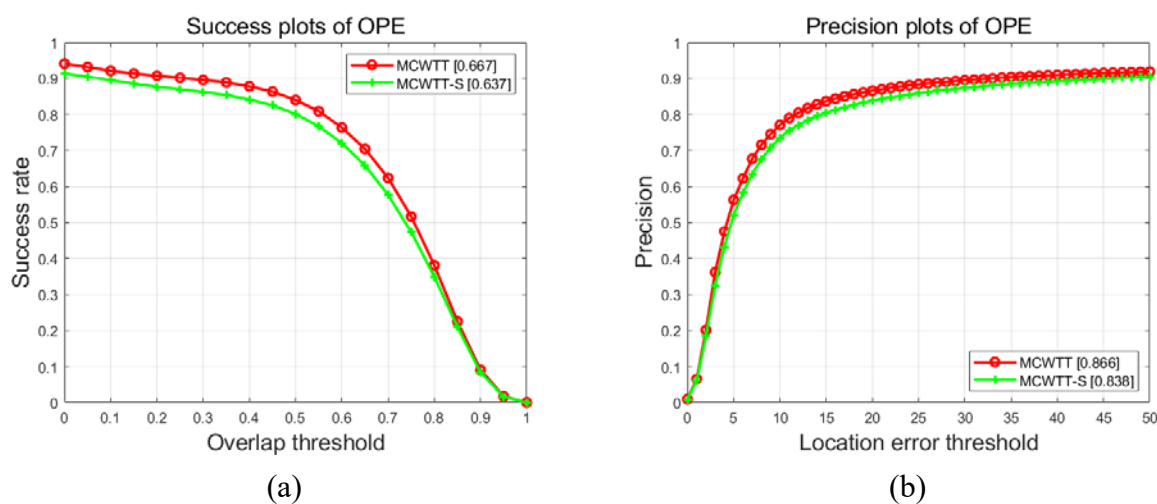 Success plots of OPE
1
0.9
0.8
0.7
0.6
0.5
0.4
0.3
0.2
0.1
0
Success rate
MCWTT [0.667]
MCWTT-S [0.637]
0 0.1 0.2 0.3 0.4 0.5 0.6 0.7 0.8 0.9 1
Overlap threshold
(a)
Precision plots of OPE
1
0.9
0.8
0.7
0.6
0.5
0.4
0.3
0.2
0.1
0
Precision
MCWTT [0.866]
MCWTT-S [0.838]
0 5 10 15 20 25 30 35 40 45 50
Location error threshold
(b)